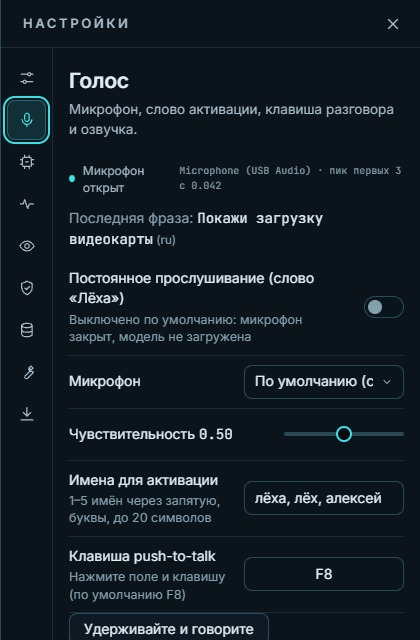 НАСТРОЙКИ
Голос
Микрофон, слово активации, клавиша разговора
и озвучка.
Микрофон
открыт
Microphone (USB Audio) · пик первых 3
с 0.042
Последняя фраза: Покажи загрузку
видеокарты (ru)
Постоянное прослушивание (слово
«Лёха»)
Выключено по умолчанию: микрофон
закрыт, модель не загружена
Микрофон
По умолчанию (с
Чувствительность 0.50
Имена для активации
1–5 имён через запятую,
буквы, до 20 символов
лёха, лёх, алексей
Клавиша push-to-talk
Нажмите поле и клавишу
(по умолчанию F8)
F8
Удерживайте и говорите